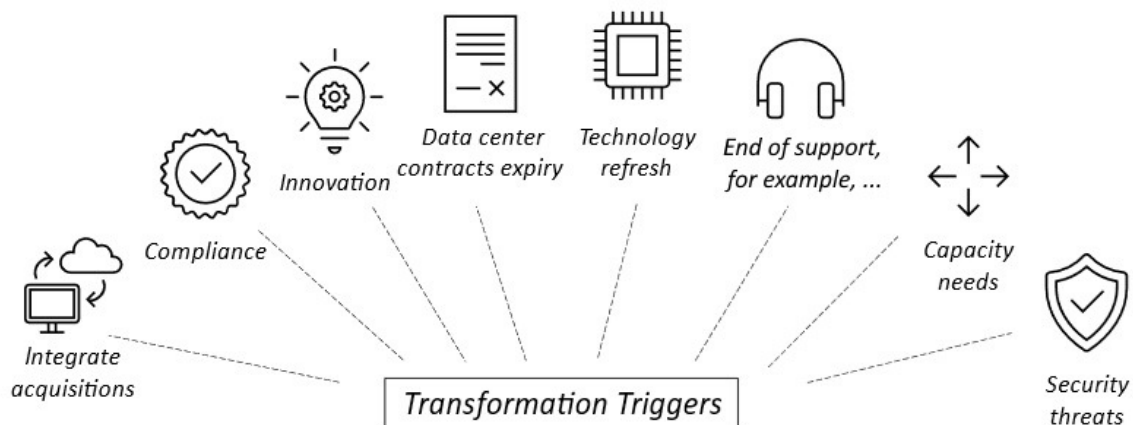 Integrate
acquisitions
Compliance
Innovation
Data center
contracts expiry
Technology
refresh
End of support,
for example, ...
Capacity
needs
Security
threats
Transformation Triggers